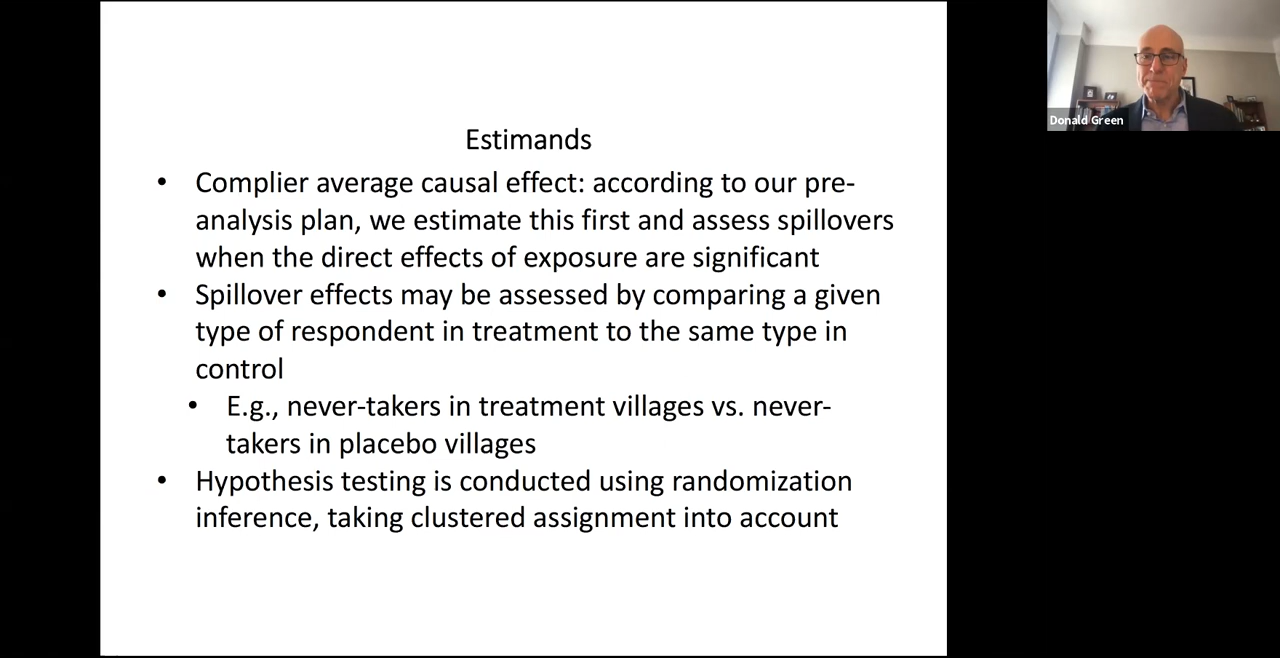 Estimands
• Complier average causal effect: according to our pre-
analysis plan, we estimate this first and assess spillovers
when the direct effects of exposure are significant
• Spillover effects may be assessed by comparing a given
type of respondent in treatment to the same type in
control
• E.g., never-takers in treatment villages vs. never-
takers in placebo villages
• Hypothesis testing is conducted using randomization
inference, taking clustered assignment into account
Donald Green